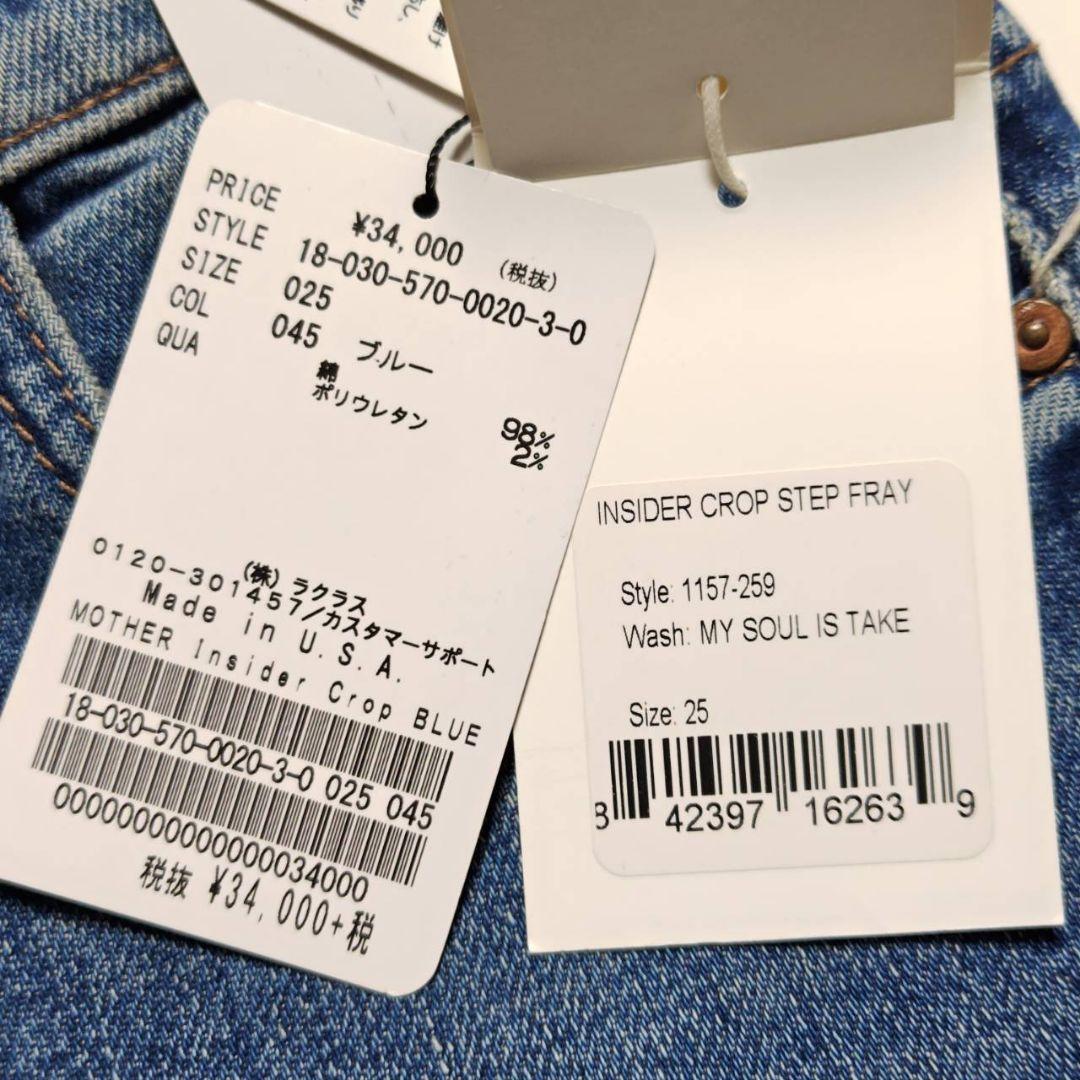 PRICE ¥34,000 (税抜)
STYLE 18-030-570-0020-3-0
SIZE 025
COL 045 ブルー
QUA
綿 98%
ポリウレタン 2%
(株) ラクラス
0120-301457/カスタマーサポート
Made in U.S.A.
MOTHER Insider Crop BLUE
18-030-570-0020-3-0 025 045
0000000000000034000
税抜 ¥34,000+税
INSIDER CROP STEP FRAY
Style: 1157-259
Wash: MY SOUL IS TAKE
Size: 25
8 42397 16263 9